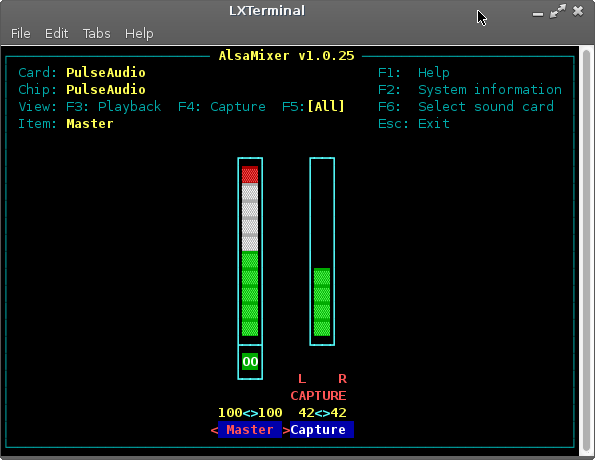 LXTerminal
File Edit Tabs Help
AlsaMixer v1.0.25
Card: PulseAudio F1: Help
Chip: PulseAudio F2: System information
View: F3: Playback F4: Capture F5:[All] F6: Select sound card
Item: Master Esc: Exit
OO
L R
CAPTURE
100<>100 42<>42
< Master >Capture